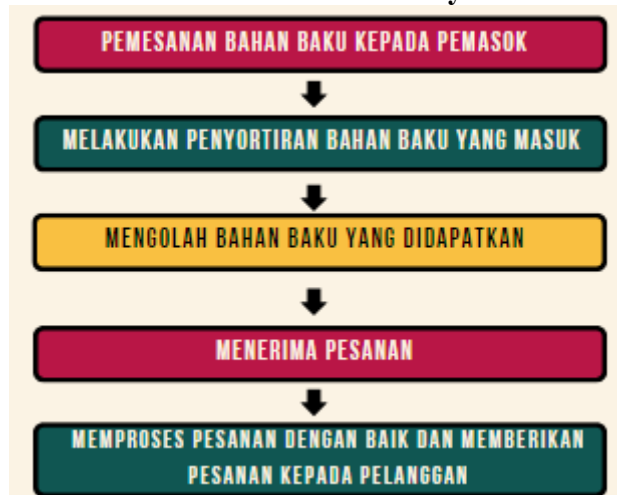 PEMESANAN BAHAN BAKU KEPADA PEMASOK
MELAKUKAN PENYORTIRAN BAHAN BAKU YANG MASUK
MENGOLAH BAHAN BAKU YANG DIDAPATKAN
MENERIMA PESANAN
MEMPROSES PESANAN DENGAN BAIK DAN MEMBERIKAN
PESANAN KEPADA PELANGGAN